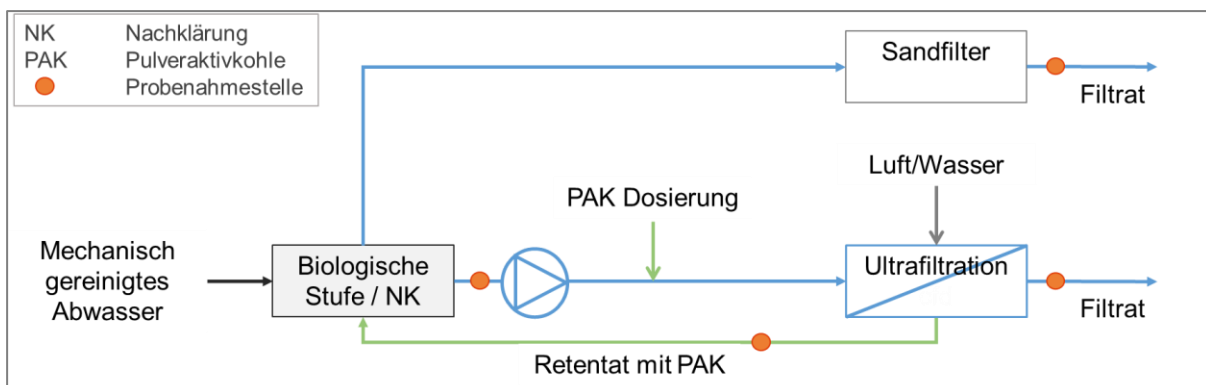 NK Nachklärung
PAK Pulveraktivkohle
Probenahmestelle
Sandfilter
Filtrat
Luft/Wasser
PAK Dosierung
Mechanisch
gereinigtes
Abwasser
Biologische
Stufe / NK
Ultrafiltration
Filtrat
Retentat mit PAK